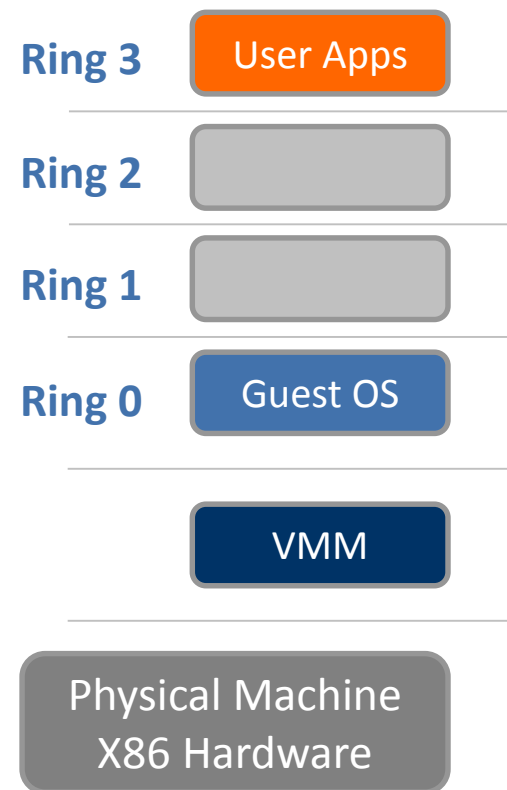 Ring 3
User Apps
Ring 2
Ring 1
Ring 0
Guest OS
VMM
Physical Machine
X86 Hardware